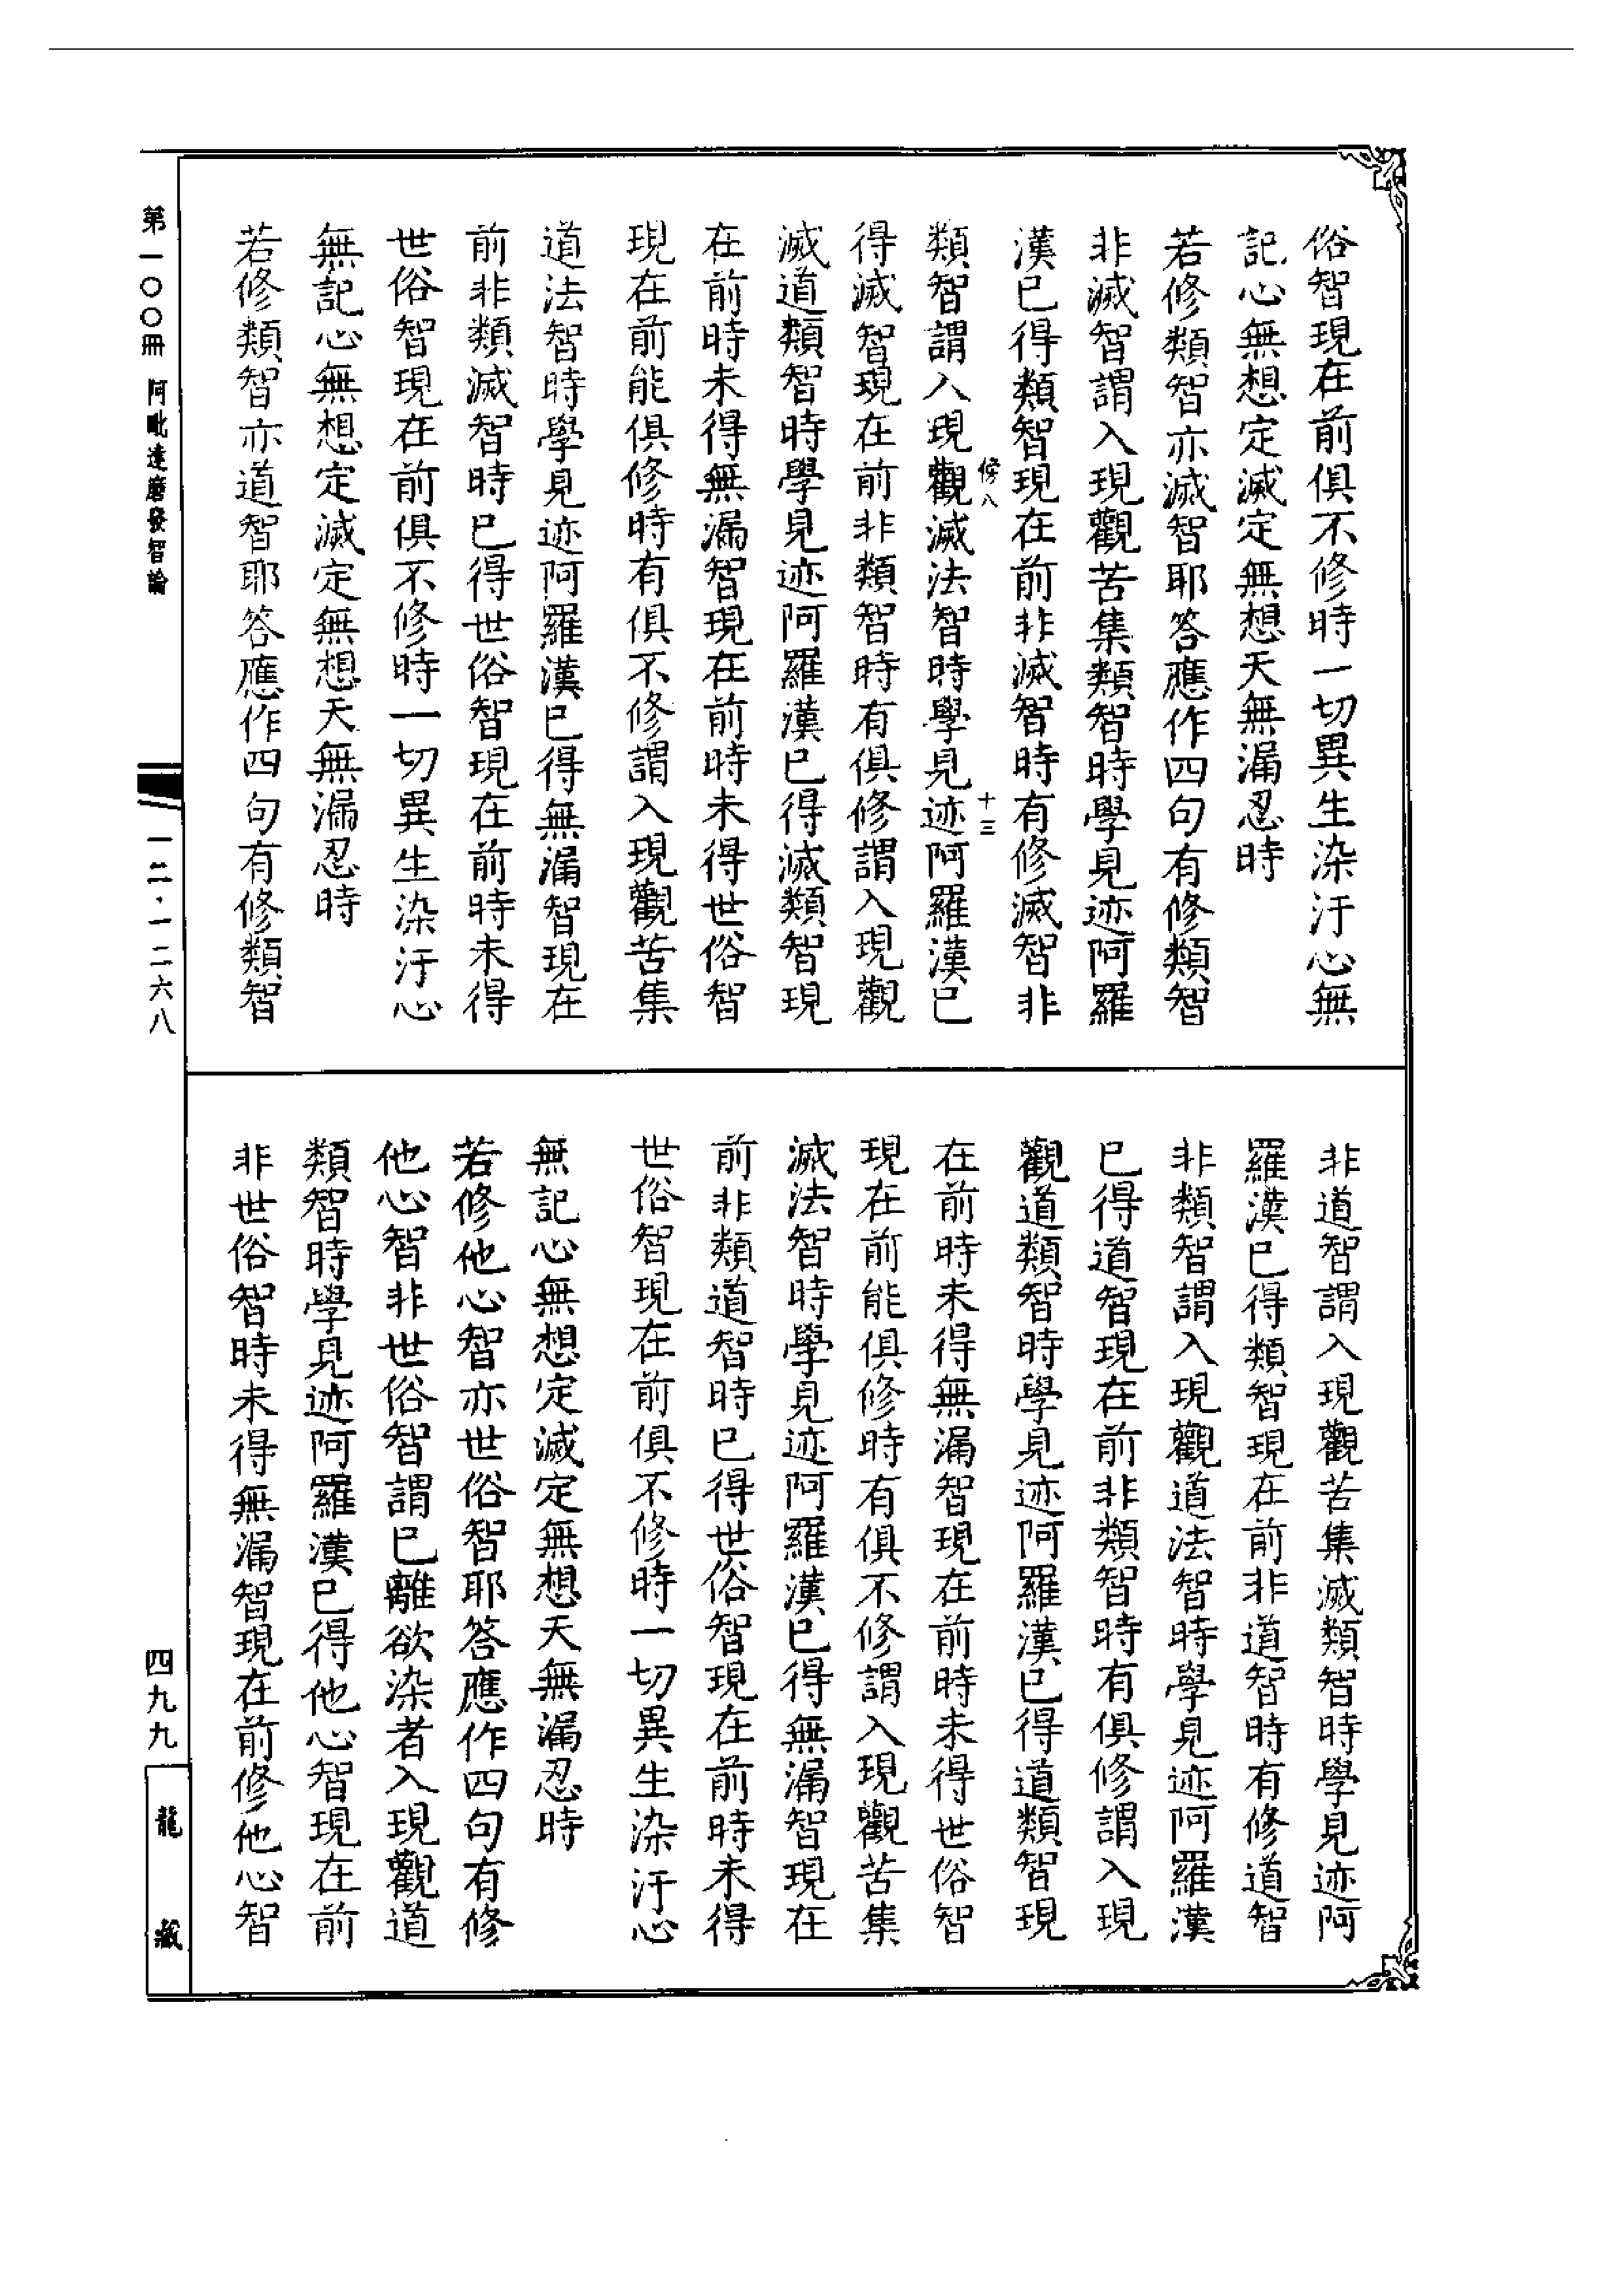 俗智現在前俱不修時一切異生染汙心無
記心無想定滅定無想天無漏忍時
若修類智亦滅智耶答應作四句有修類智
非滅智謂入現觀苦集類智時學見迹阿羅
漢已得類智現在前非滅智時有修滅智非
修八
十三
類智謂入現觀滅法智時學見迹阿羅漢已
得滅智現在前非類智時有俱修謂入現觀
滅道類智時學見迹阿羅漢已得滅類智現
在前時未得無漏智現在前時未得世俗智
現在前能俱修時有俱不修謂入現觀苦集
道法智時學見迹阿羅漢已得無漏智現在
前非類滅智時已得世俗智現在前時未得
世俗智現在前俱不修時一切異生染汙心
無記心無想定滅定無想天無漏忍時
若修類智亦道智耶答應作四句有修類智
非道智謂入現觀苦集滅類智時學見迹阿
羅漢已得類智現在前非道智時有修道智
非類智謂入現觀道法智時學見迹阿羅漢
已得道智現在前非類智時有俱修謂入現
觀道類智時學見迹阿羅漢已得道類智現
在前時未得無漏智現在前時未得世俗智
現在前能俱修時有俱不修謂入現觀苦集
滅法智時學見迹阿羅漢已得無漏智現在
前非類道智時已得世俗智現在前時未得
世俗智現在前俱不修時一切異生染汙心
無記心無想定滅定無想天無漏忍時
若修他心智亦世俗智耶答應作四句有修
他心智非世俗智謂已離欲染者入現觀道
類智時學見迹阿羅漢已得他心智現在前
非世俗智時未得無漏智現在前修他心智
第一〇〇冊 阿毗達磨發智論
一二·一二六八
四九九
龍藏